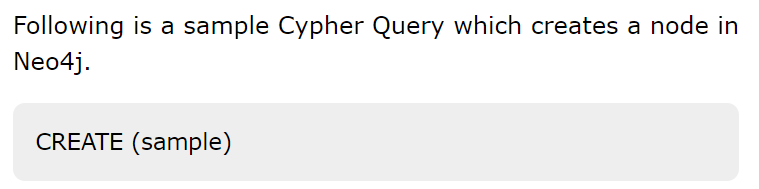 Following is a sample Cypher Query which creates a node in
Neo4j.
CREATE (sample)